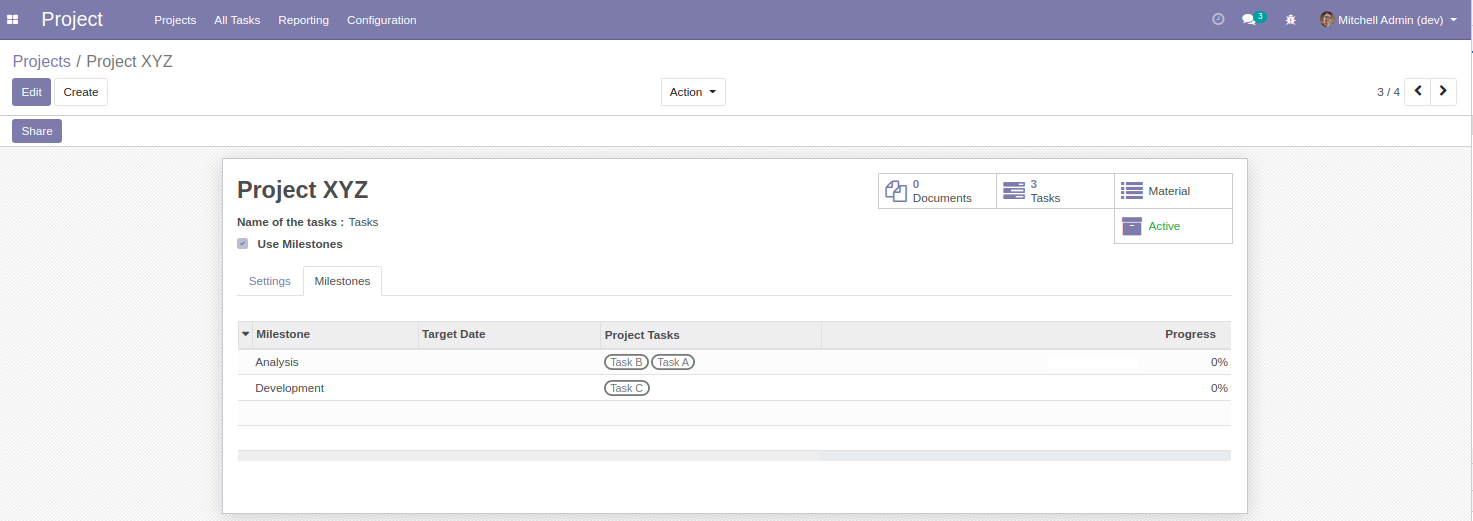 Project Projects All Tasks Reporting Configuration 3 Mitchell Admin (dev)
Projects / Project XYZ
Edit Create Action 3 / 4
Share
Project XYZ
0 Documents
3 Tasks
Material
Active
Name of the tasks : Tasks
Use Milestones
Settings Milestones
Milestone Target Date Project Tasks Progress
Analysis Task B Task A 0%
Development Task C 0%